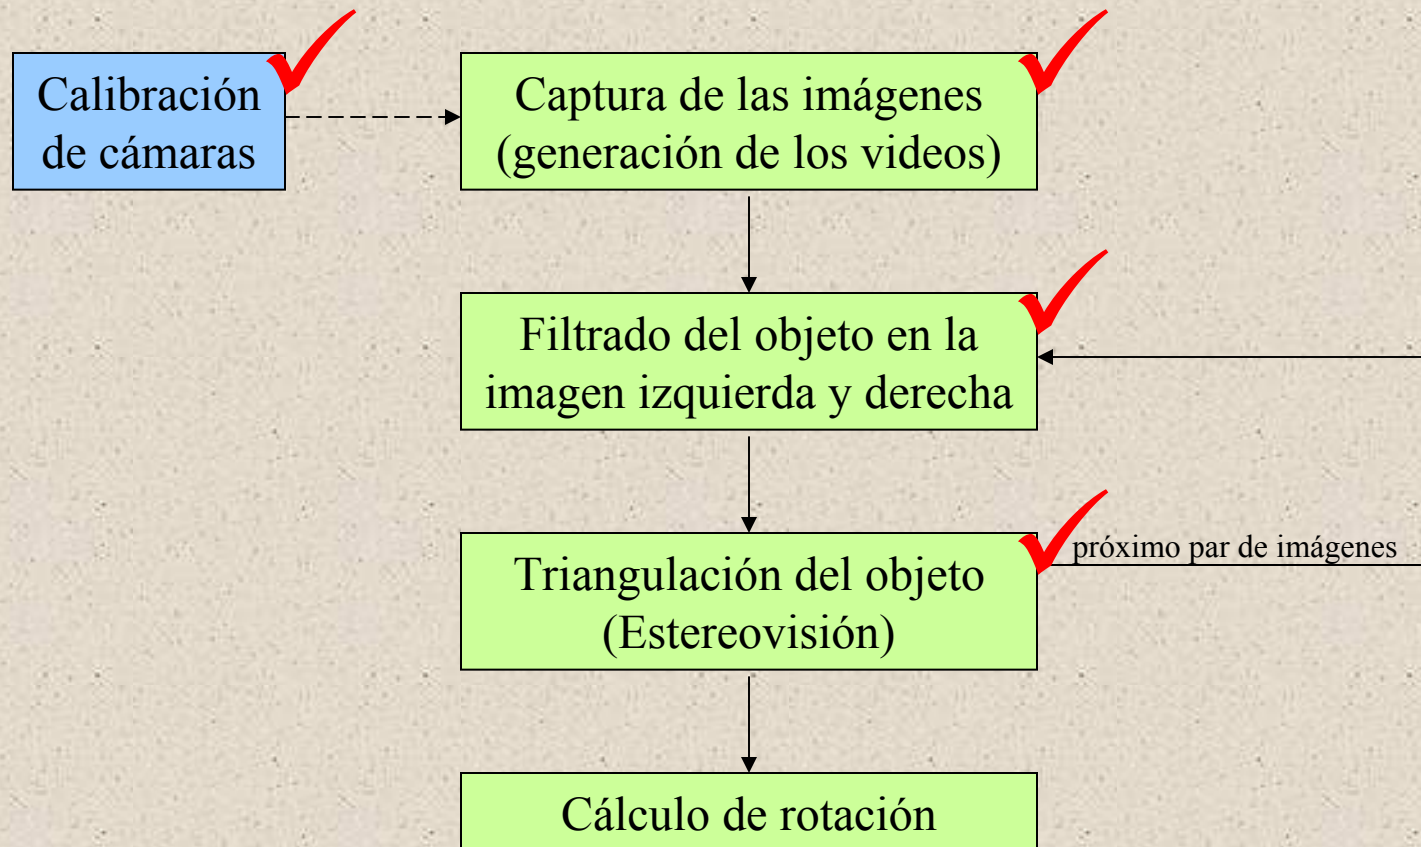 Calibración
de cámaras
Captura de las imágenes
(generación de los videos)
Filtrado del objeto en la
imagen izquierda y derecha
Triangulación del objeto
(Estereovisión)
próximo par de imágenes
Cálculo de rotación